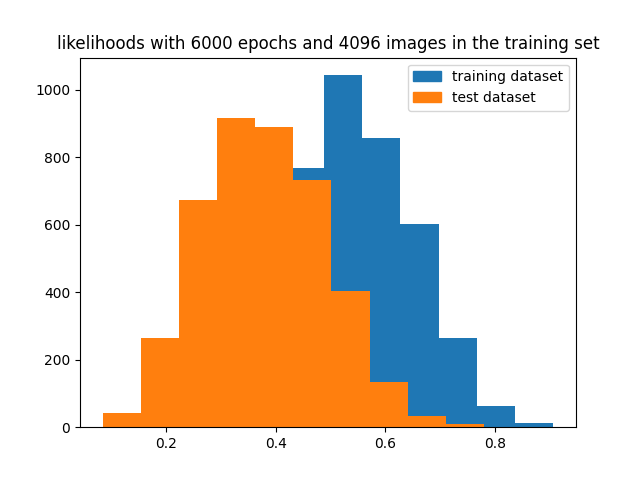 likelihoods with 6000 epochs and 4096 images in the training set
training dataset
test dataset
1000
800
600
400
200
0
0.2 0.4 0.6 0.8